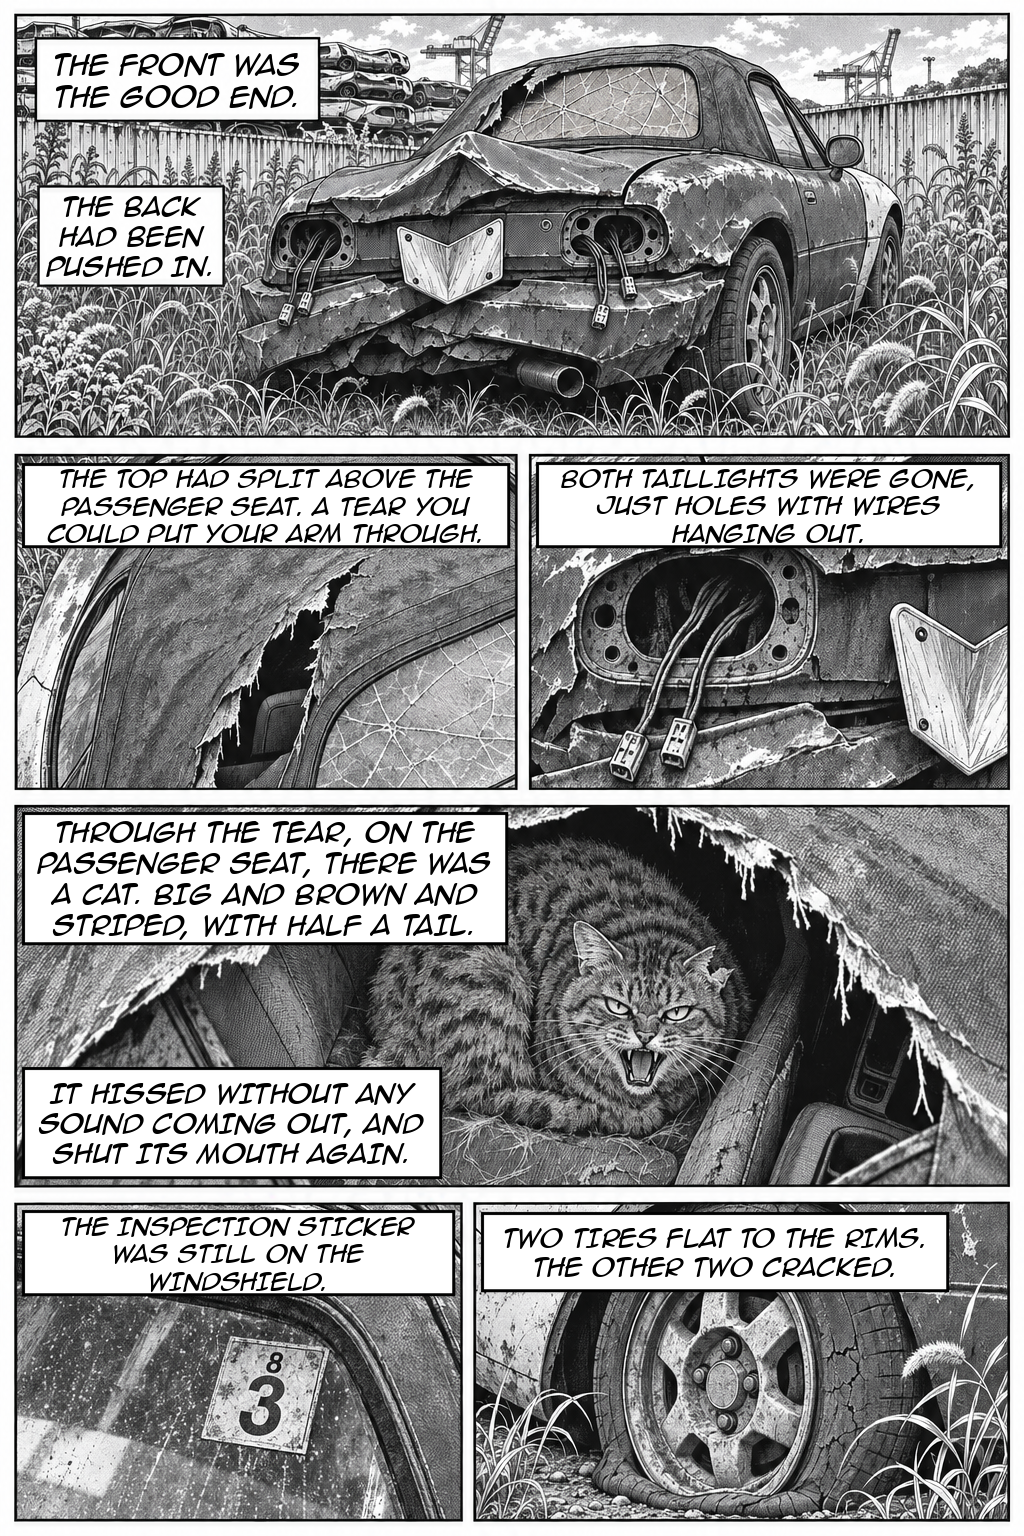 THE FRONT WAS
THE GOOD END.
THE BACK
HAD BEEN
PUSHED IN.
THE TOP HAD SPLIT ABOVE THE
PASSENGER SEAT. A TEAR YOU
COULD PUT YOUR ARM THROUGH.
BOTH TAILLIGHTS WERE GONE,
JUST HOLES WITH WIRES
HANGING OUT.
THROUGH THE TEAR, ON THE
PASSENGER SEAT, THERE WAS
A CAT. BIG AND BROWN AND
STRIPED, WITH HALF A TAIL.
IT HISSED WITHOUT ANY
SOUND COMING OUT, AND
SHUT ITS MOUTH AGAIN.
THE INSPECTION STICKER
WAS STILL ON THE
WINDSHIELD.
8
3
TWO TIRES FLAT TO THE RIMS.
THE OTHER TWO CRACKED.